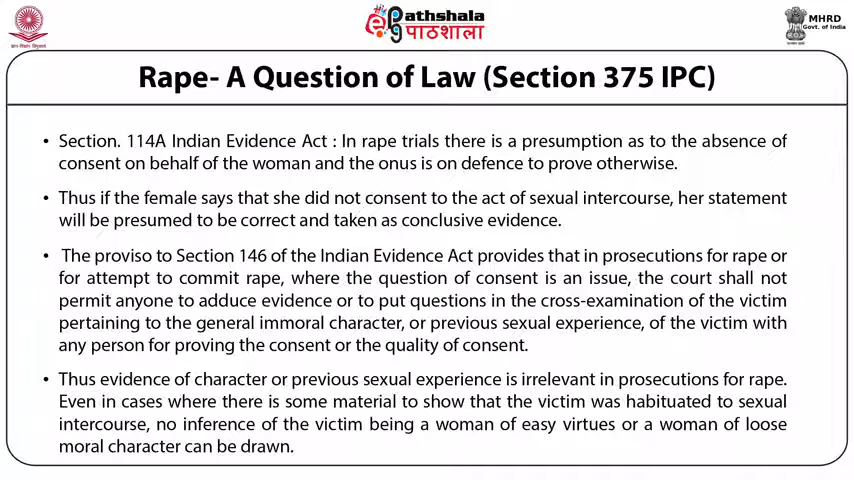 ePathshala
पाठशाला
MHRD
Govt. of India
Rape- A Question of Law (Section 375 IPC)
• Section. 114A Indian Evidence Act : In rape trials there is a presumption as to the absence of
consent on behalf of the woman and the onus is on defence to prove otherwise.
• Thus if the female says that she did not consent to the act of sexual intercourse, her statement
will be presumed to be correct and taken as conclusive evidence.
• The proviso to Section 146 of the Indian Evidence Act provides that in prosecutions for rape or
for attempt to commit rape, where the question of consent is an issue, the court shall not
permit anyone to adduce evidence or to put questions in the cross-examination of the victim
pertaining to the general immoral character, or previous sexual experience, of the victim with
any person for proving the consent or the quality of consent.
• Thus evidence of character or previous sexual experience is irrelevant in prosecutions for rape.
Even in cases where there is some material to show that the victim was habituated to sexual
intercourse, no inference of the victim being a woman of easy virtues or a woman of loose
moral character can be drawn.